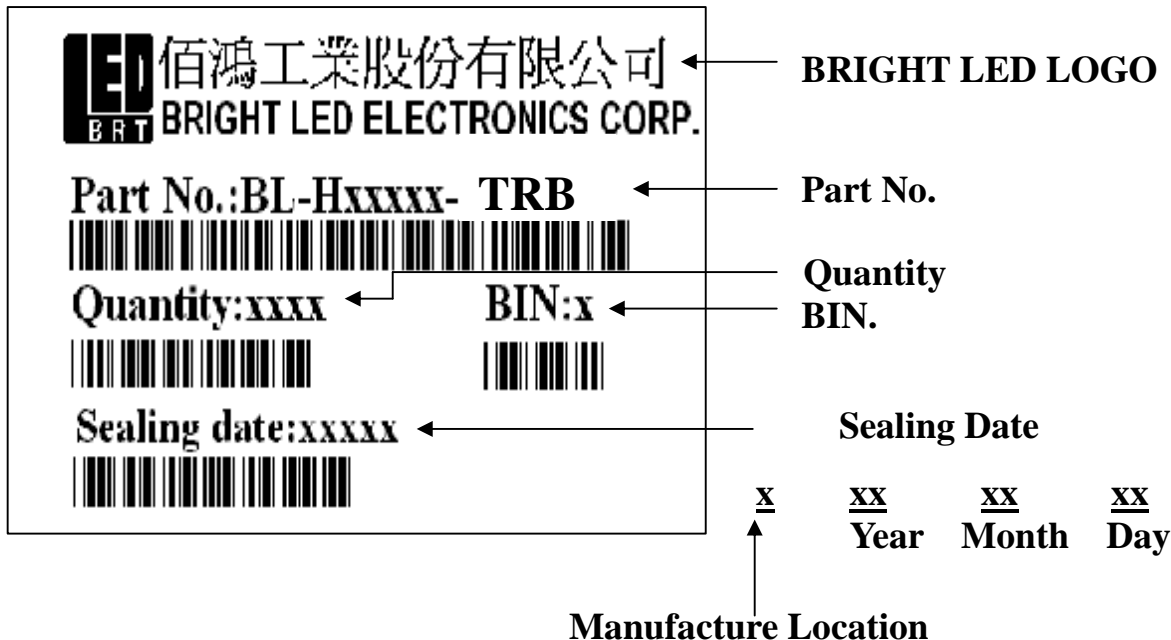 LED 佰鴻工業股份有限公司
BRT BRIGHT LED ELECTRONICS CORP.
BRIGHT LED LOGO
Part No.:BL-Hxxxxx- TRB
Part No.
Quantity:xxxx
BIN:x
Quantity
BIN.
Sealing date:xxxxx
Sealing Date
x xx xx xx
Year Month Day
Manufacture Location